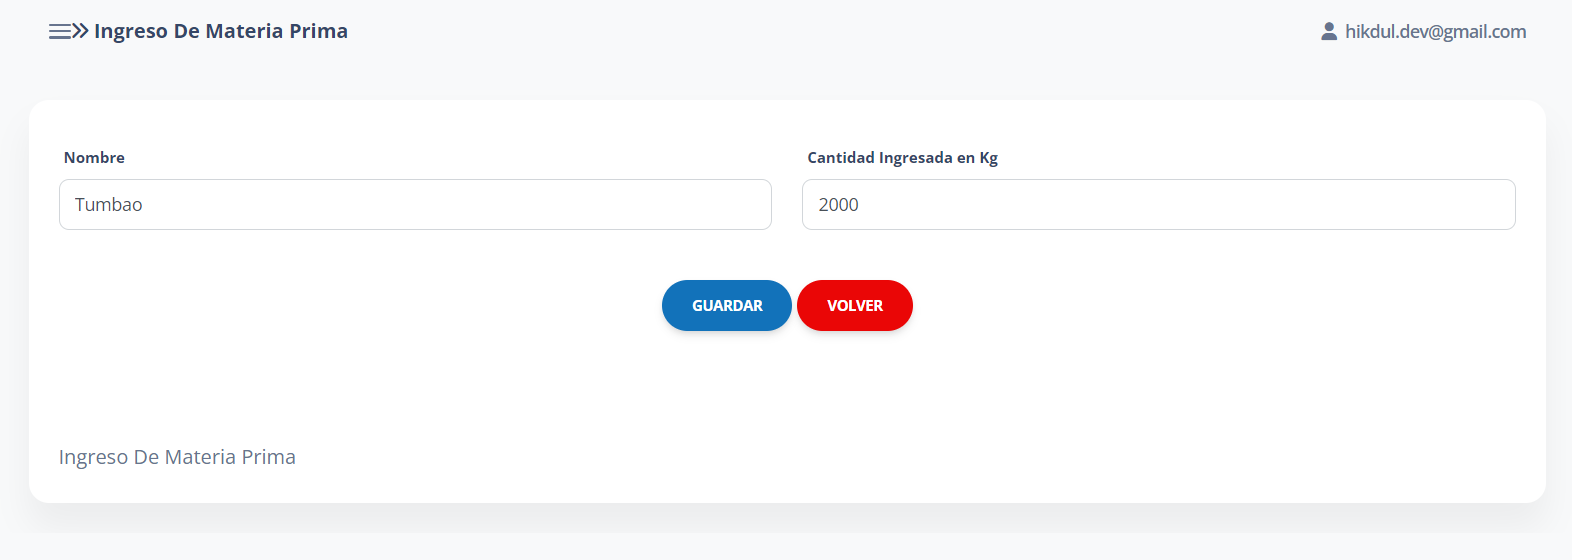 Ingreso De Materia Prima
hikdul.dev@gmail.com
Nombre
Cantidad Ingresada en Kg
Tumbao
2000
GUARDAR
VOLVER
Ingreso De Materia Prima